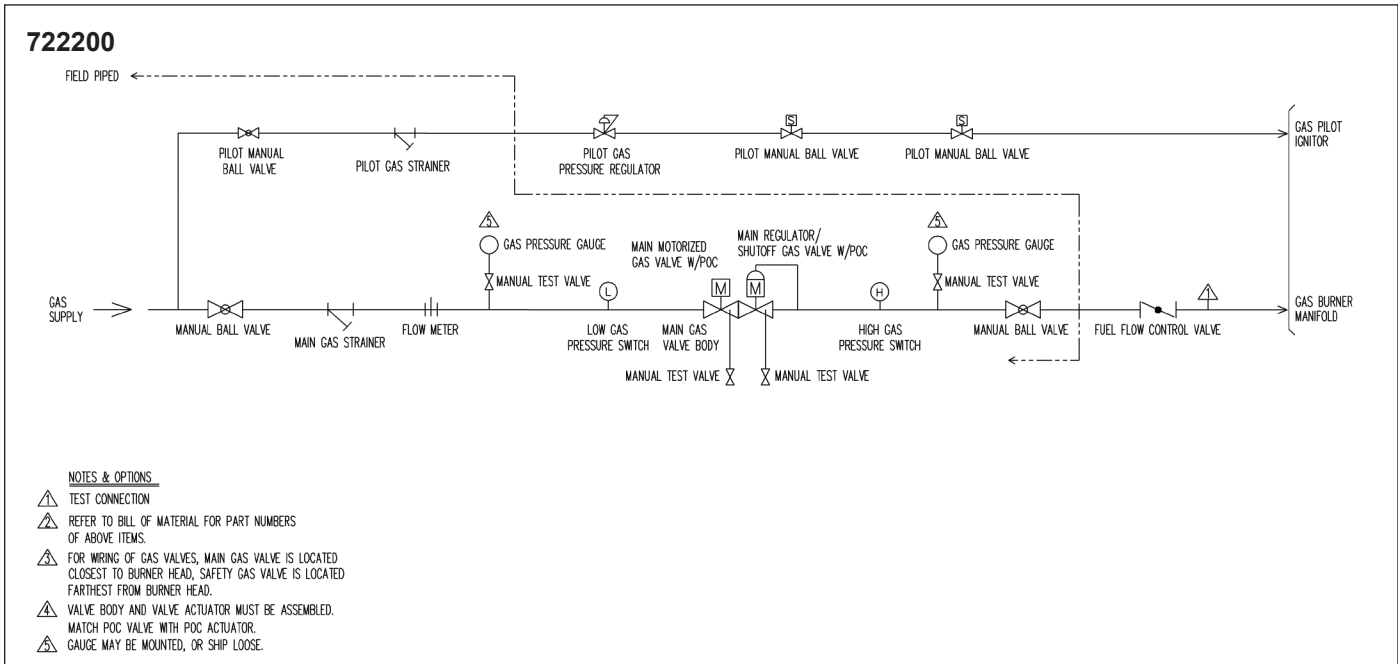 722200
FIELD PIPED
PILOT MANUAL
BALL VALVE
PILOT GAS STRAINER
PILOT GAS
PRESSURE REGULATOR
S
PILOT MANUAL BALL VALVE
S
PILOT MANUAL BALL VALVE
GAS PILOT
IGNITOR
5
GAS PRESSURE GAUGE
MANUAL TEST VALVE
MAIN MOTORIZED
GAS VALVE W/POC
MAIN REGULATOR/
SHUTOFF GAS VALVE W/POC
5
GAS PRESSURE GAUGE
MANUAL TEST VALVE
GAS
SUPPLY
MANUAL BALL VALVE
MAIN GAS STRAINER
FLOW METER
L
LOW GAS
PRESSURE SWITCH
M
M
MAIN GAS
VALVE BODY
H
HIGH GAS
PRESSURE SWITCH
MANUAL BALL VALVE
FUEL FLOW CONTROL VALVE
1
GAS BURNER
MANIFOLD
MANUAL TEST VALVE
MANUAL TEST VALVE
NOTES & OPTIONS
1 TEST CONNECTION
2 REFER TO BILL OF MATERIAL FOR PART NUMBERS
OF ABOVE ITEMS.
3 FOR WIRING OF GAS VALVES, MAIN GAS VALVE IS LOCATED
CLOSEST TO BURNER HEAD, SAFETY GAS VALVE IS LOCATED
FARTHEST FROM BURNER HEAD.
4 VALVE BODY AND VALVE ACTUATOR MUST BE ASSEMBLED.
MATCH POC VALVE WITH POC ACTUATOR.
5 GAUGE MAY BE MOUNTED, OR SHIP LOOSE.